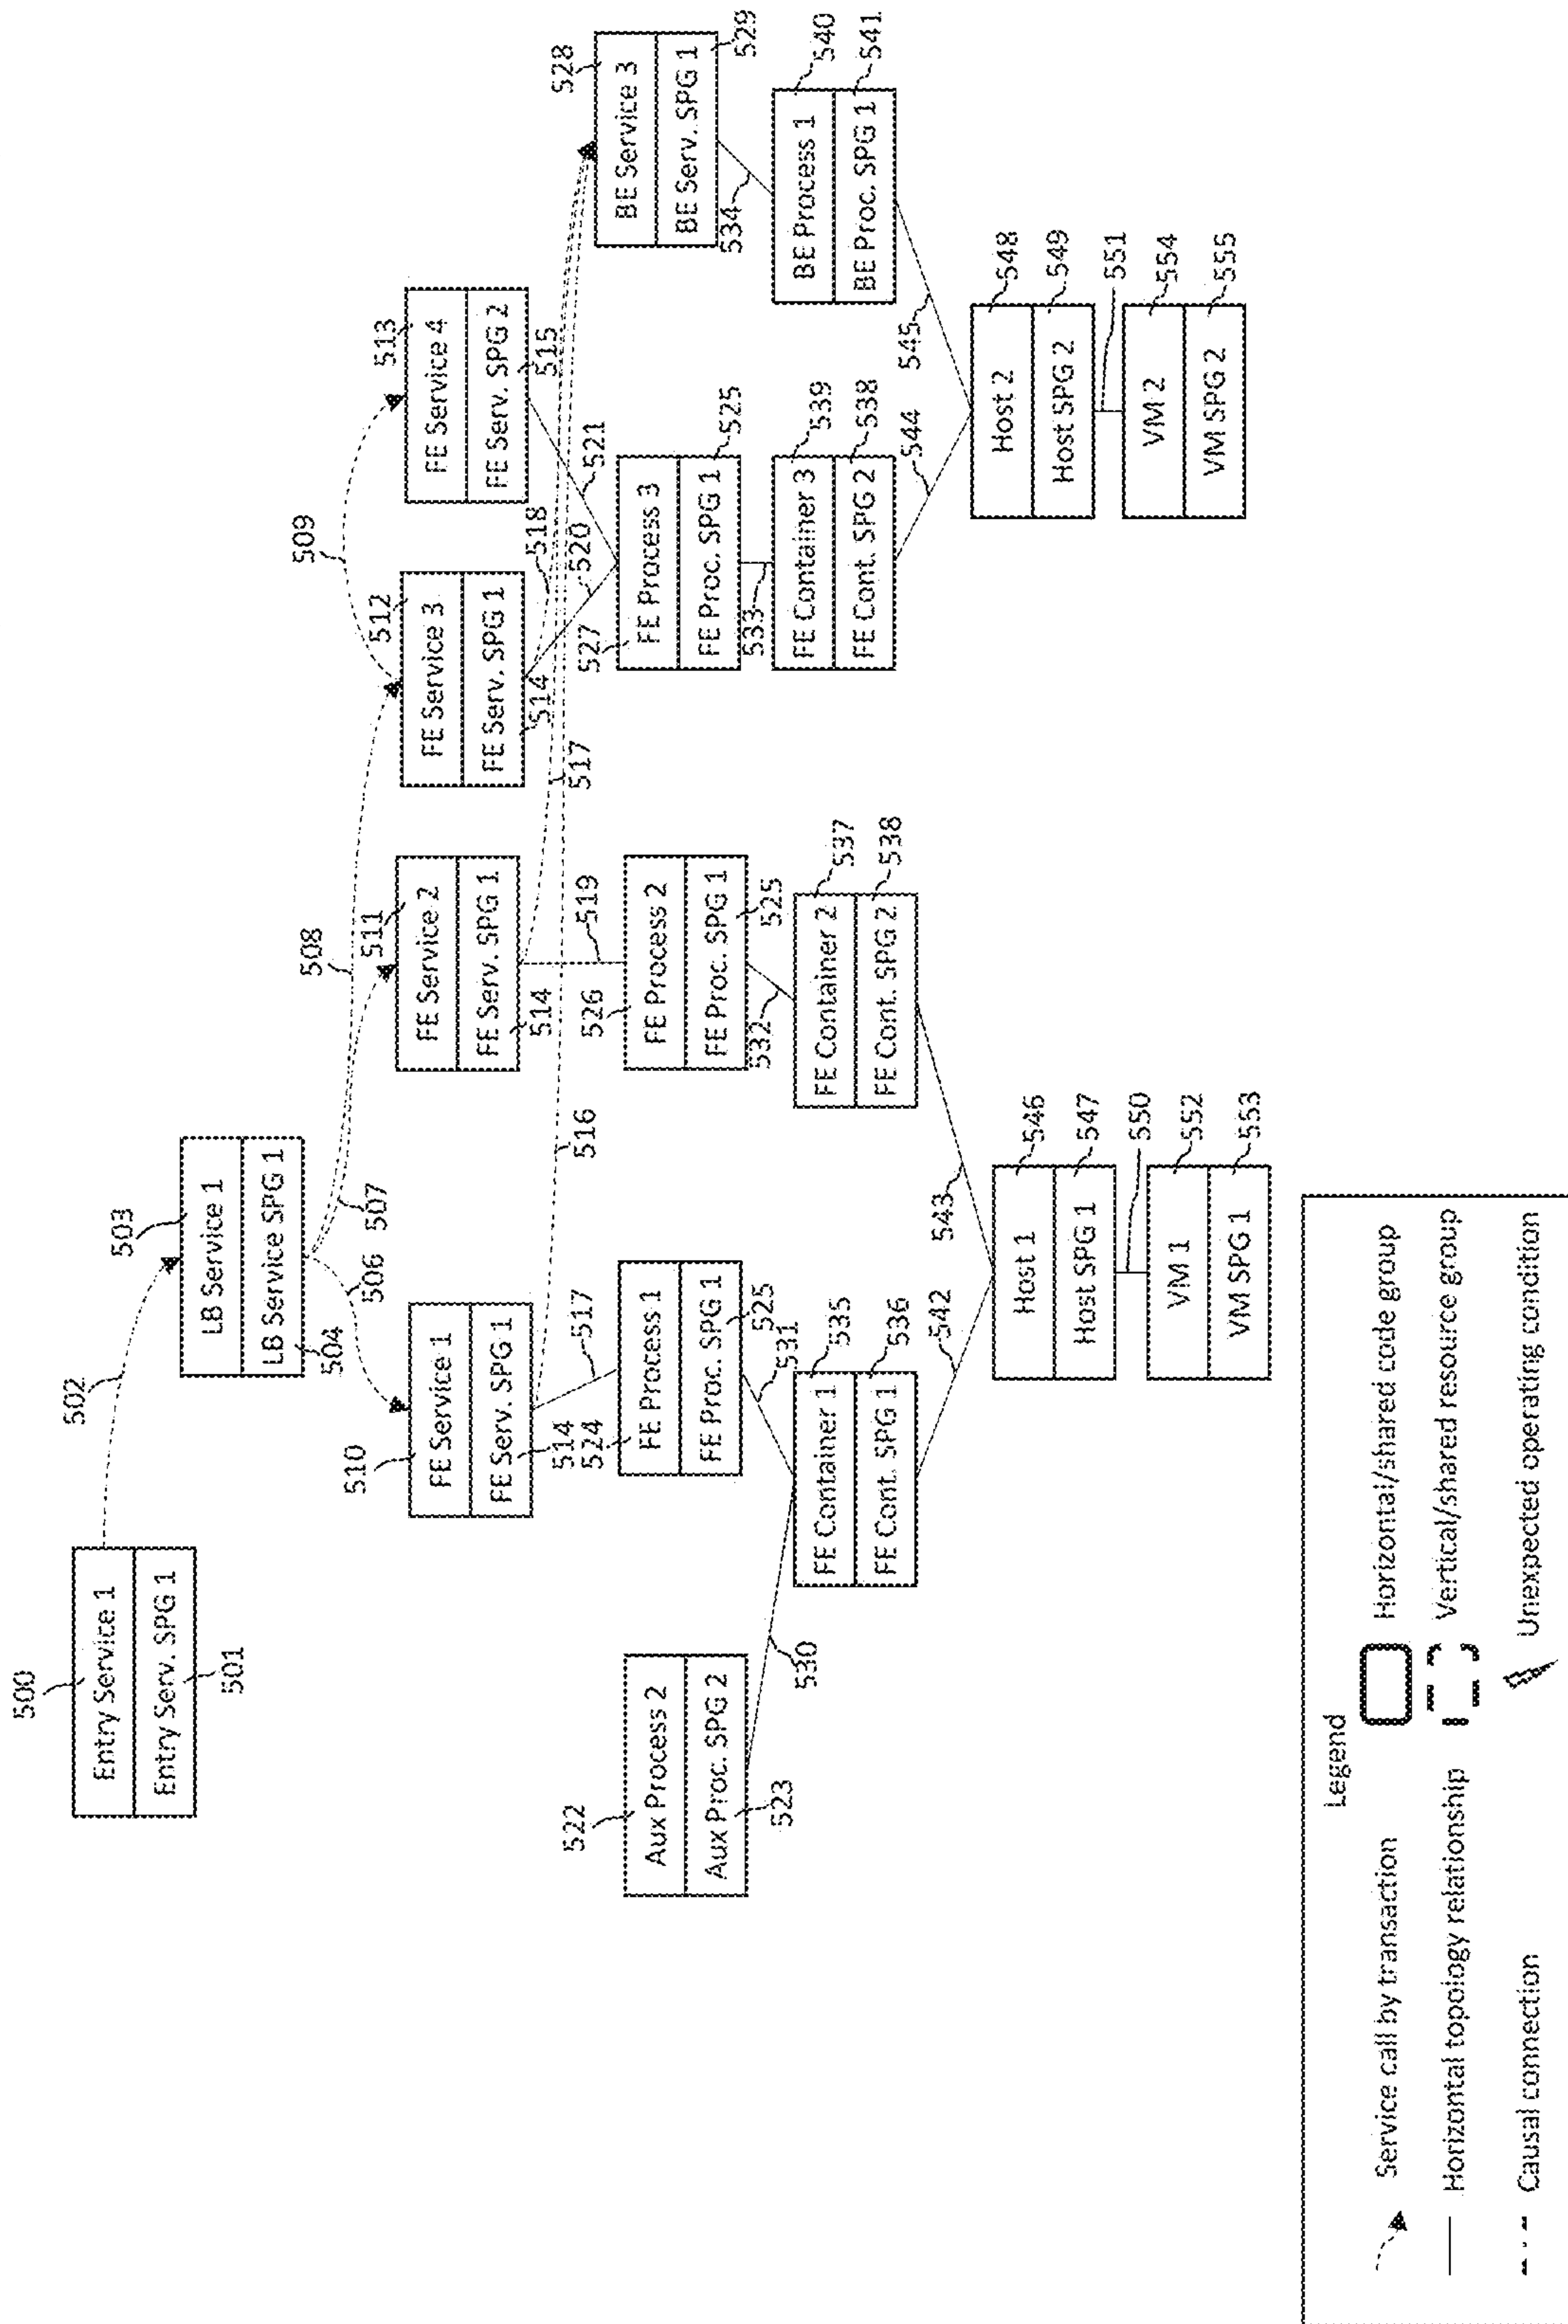 500
Entry Service 1
Entry Serv. SPG 1
501
502
503
LB Service 1
LB Service SPG 1
504
506
507
508
509
510
FE Service 1
FE Serv. SPG 1
514
511
FE Service 2
FE Serv. SPG 1
514
512
FE Service 3
FE Serv. SPG 1
514
513
FE Service 4
FE Serv. SPG 2
515
516
517
517
518
519
520
521
522
Aux Process 2
Aux Proc. SPG 2
523
524
FE Process 1
FE Proc. SPG 1
525
526
FE Process 2
FE Proc. SPG 1
525
527
FE Process 3
FE Proc. SPG 1
525
528
BE Service 3
BE Serv. SPG 1
529
530
531
532
533
534
FE Container 1
535
FE Cont. SPG 1
536
FE Container 2
537
FE Cont. SPG 2
538
FE Container 3
539
FE Cont. SPG 2
538
BE Process 1
540
BE Proc. SPG 1
541
542
543
544
545
Host 1
546
Host SPG 1
547
550
VM 1
552
VM SPG 1
553
Host 2
548
Host SPG 2
549
551
VM 2
554
VM SPG 2
555
Legend
Service call by transaction
Horizontal/shared code group
Horizontal topology relationship
Vertical/shared resource group
Causal connection
Unexpected operating condition